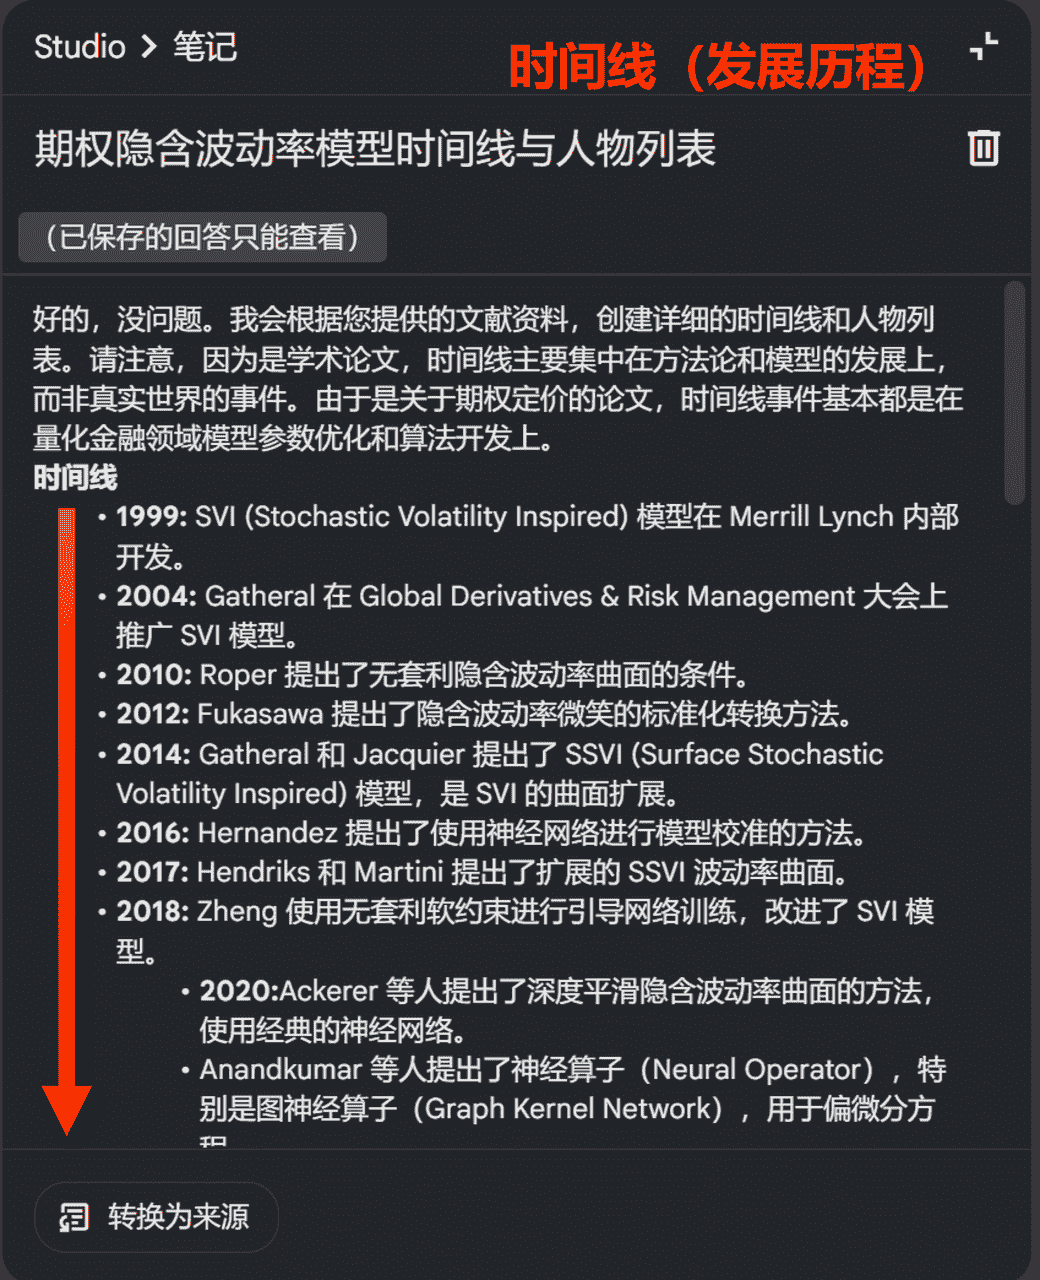 Studio > 笔记
时间线（发展历程）
期权隐含波动率模型时间线与人物列表
（已保存的回答只能查看）
好的，没问题。我会根据您提供的文献资料，创建详细的时间线和人物列
表。请注意，因为是学术论文，时间线主要集中在方法论和模型的发展上，
而非真实世界的事件。由于是关于期权定价的论文，时间线事件基本都是在
量化金融领域模型参数优化和算法开发上。
时间线
• 1999: SVI (Stochastic Volatility Inspired) 模型在 Merrill Lynch 内部
开发。
• 2004: Gatheral 在 Global Derivatives & Risk Management 大会上
推广 SVI 模型。
• 2010: Roper 提出了无套利隐含波动率曲面的条件。
• 2012: Fukasawa 提出了隐含波动率微笑的标准化转换方法。
• 2014: Gatheral 和 Jacquier 提出了 SSVI (Surface Stochastic
Volatility Inspired) 模型，是 SVI 的曲面扩展。
• 2016: Hernandez 提出了使用神经网络进行模型校准的方法。
• 2017: Hendriks 和 Martini 提出了扩展的 SSVI 波动率曲面。
• 2018: Zheng 使用无套利软约束进行引导网络训练，改进了 SVI 模
型。
• 2020:Ackerer 等人提出了深度平滑隐含波动率曲面的方法，
使用经典的神经网络。
• Anandkumar 等人提出了神经算子（Neural Operator），特
别是图神经算子（Graph Kernel Network），用于偏微分方
程
转换为来源